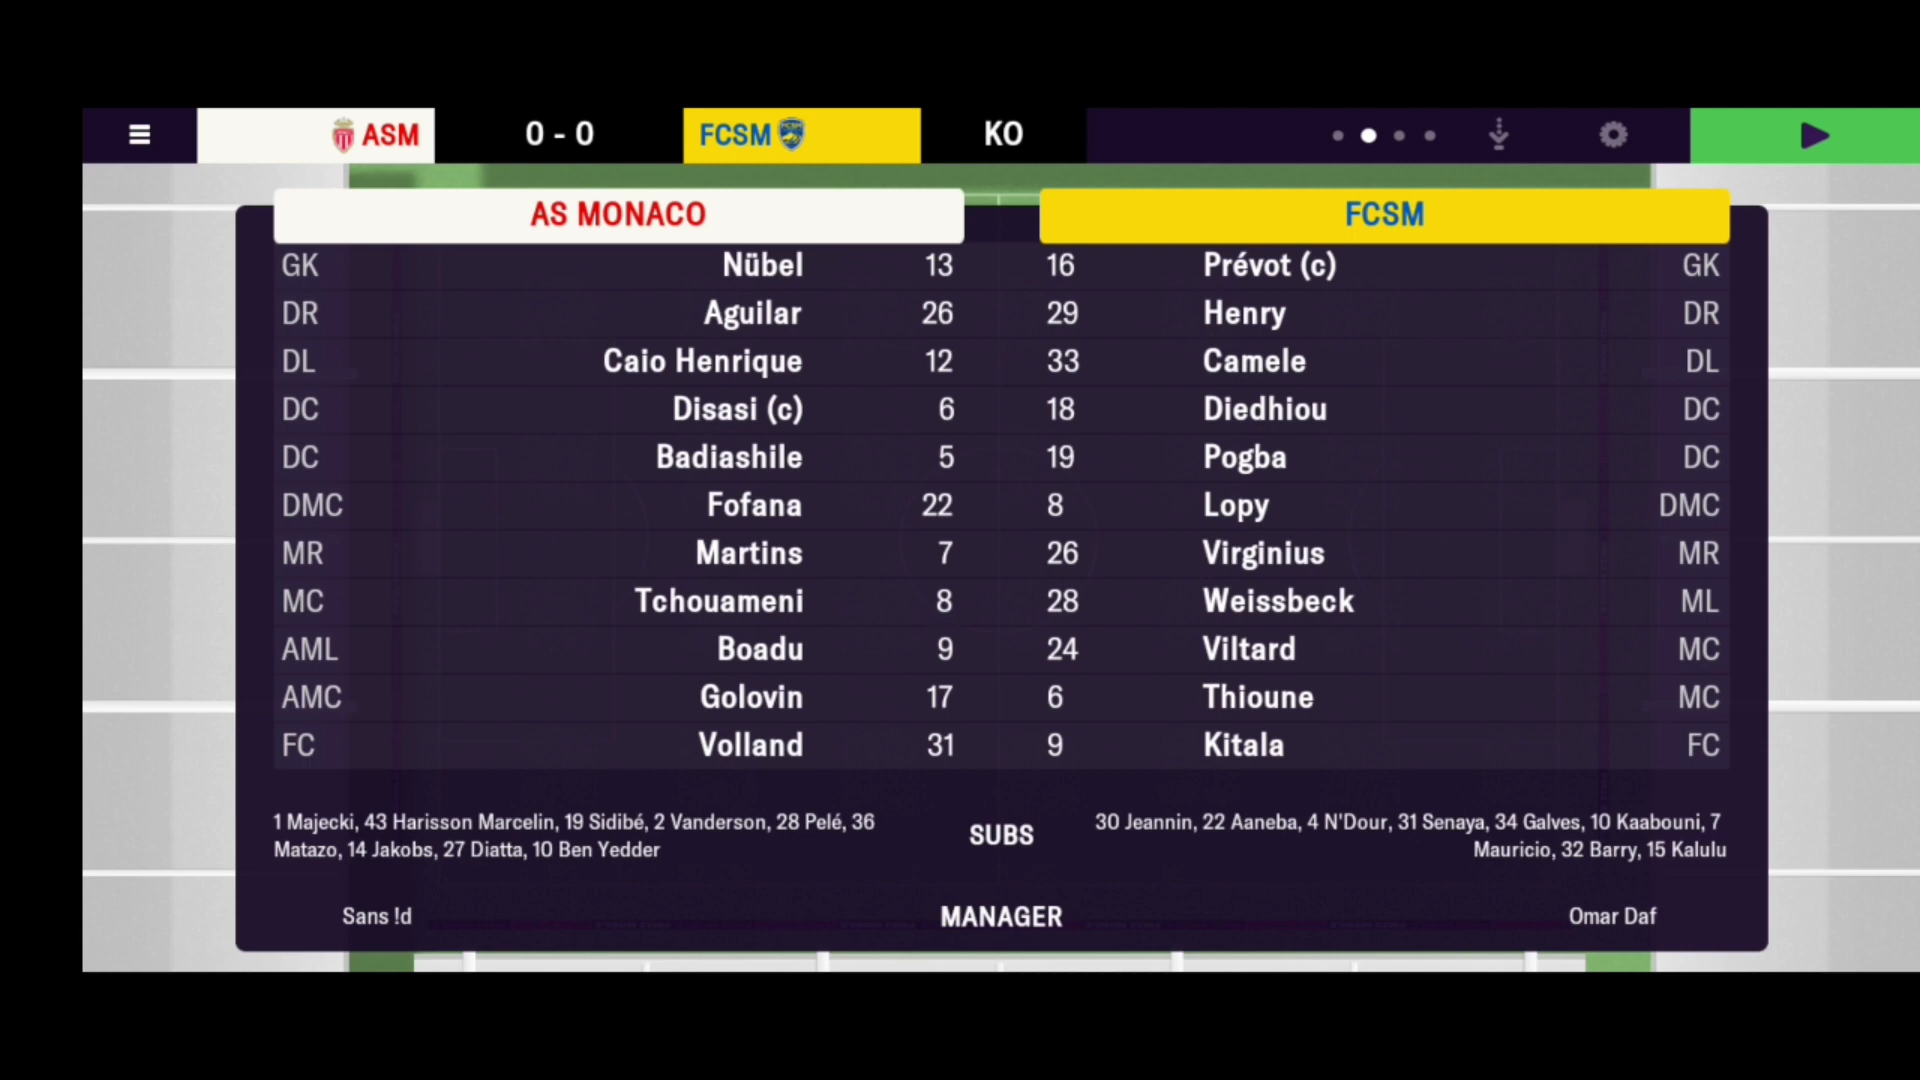 ASM 0 - 0 FCSM KO
AS MONACO FCSM
GK Nübel 13 16 Prévot (c) GK
DR Aguilar 26 29 Henry DR
DL Caio Henrique 12 33 Camele DL
DC Disasi (c) 6 18 Diedhiou DC
DC Badiashile 5 19 Pogba DC
DMC Fofana 22 8 Lopy DMC
MR Martins 7 26 Virginius MR
MC Tchouameni 8 28 Weissbeck ML
AML Boadu 9 24 Viltard MC
AMC Golovin 17 6 Thioune MC
FC Volland 31 9 Kitala FC
1 Majecki, 43 Harisson Marcelin, 19 Sidibé, 2 Vanderson, 28 Pelé, 36
Matazo, 14 Jakobs, 27 Diatta, 10 Ben Yedder
SUBS
30 Jeannin, 22 Aaneba, 4 N'Dour, 31 Senaya, 34 Galves, 10 Kaabouni, 7
Mauricio, 32 Barry, 15 Kalulu
Sans !d MANAGER Omar Daf